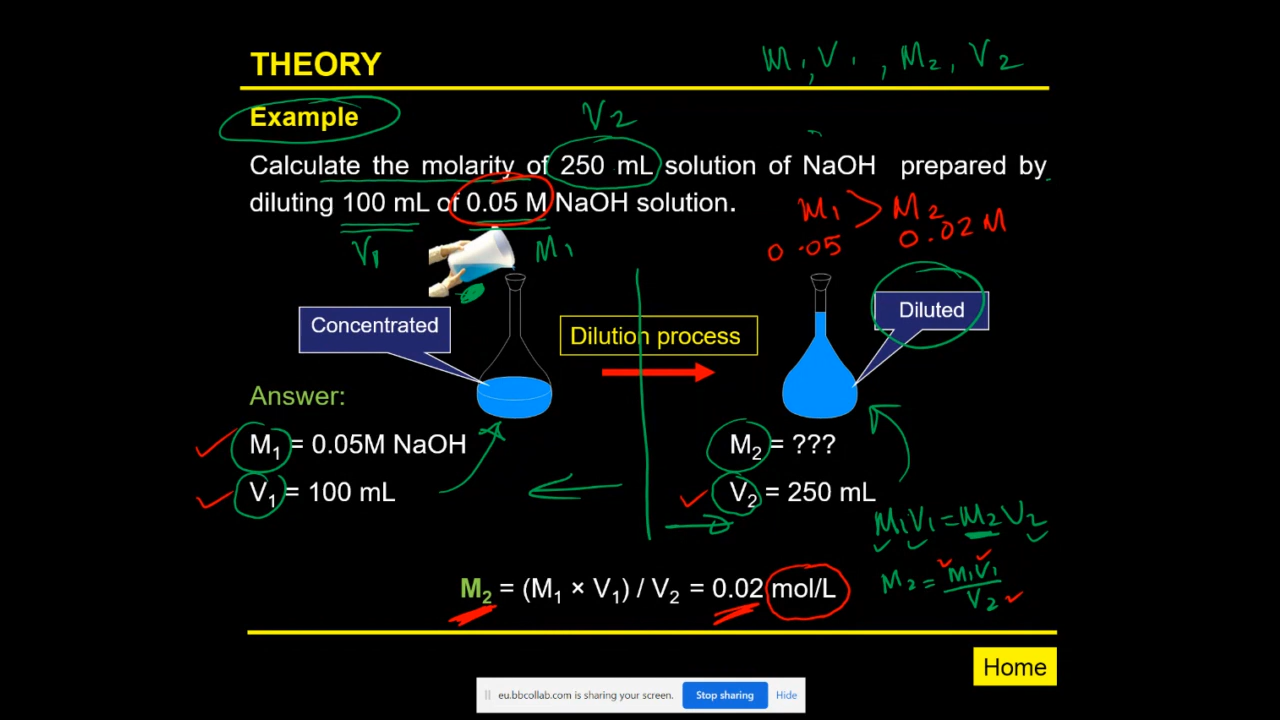 THEORY
M1, V1, M2, V2
Example
V2
Calculate the molarity of 250 mL solution of NaOH prepared by
diluting 100 mL of 0.05 M NaOH solution.
M1 > M2
0.05 0.02 M
V1 M1
Concentrated
Dilution process
Diluted
Answer:
M1 = 0.05M NaOH
M2 = ???
V1 = 100 mL
V2 = 250 mL
M1V1 = M2V2
M2 = M1V1
V2
M2 = (M1 × V1) / V2 = 0.02 mol/L
Home
eu.bbcollab.com is sharing your screen. Stop sharing Hide